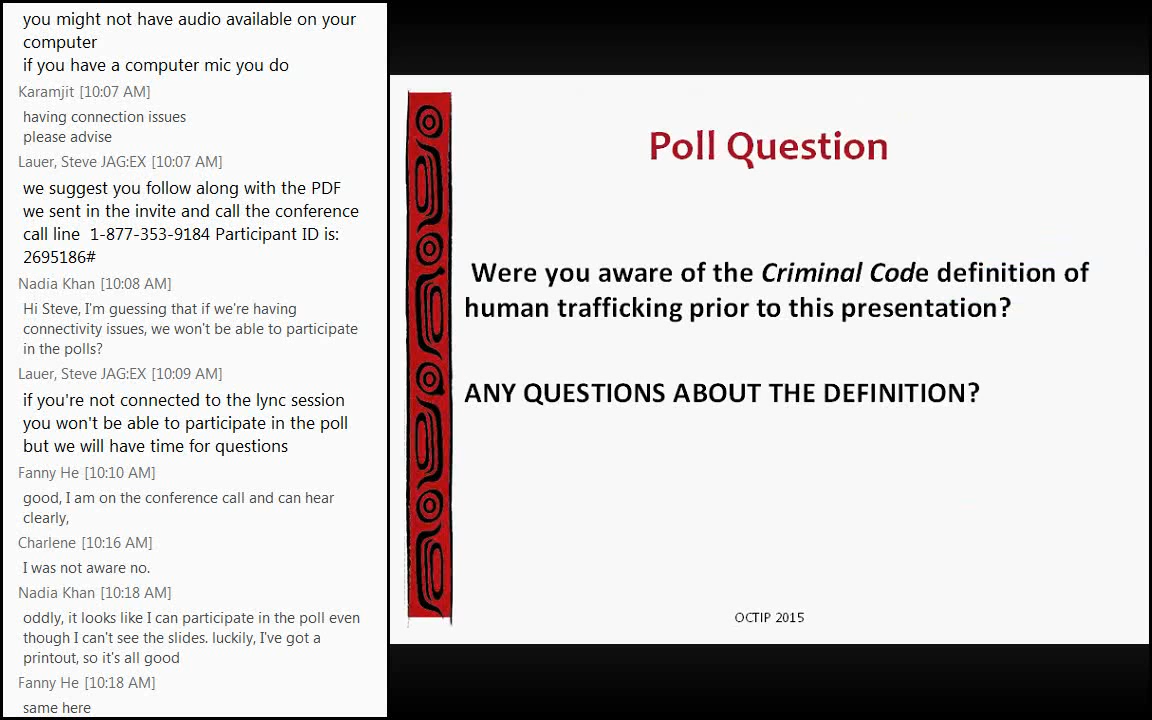 you might not have audio available on your
computer
if you have a computer mic you do
Karamjit [10:07 AM]
having connection issues
please advise
Lauer, Steve JAG:EX [10:07 AM]
we suggest you follow along with the PDF
we sent in the invite and call the conference
call line  1-877-353-9184 Participant ID is:
2695186#
Nadia Khan [10:08 AM]
Hi Steve, I'm guessing that if we're having
connectivity issues, we won't be able to participate
in the polls?
Lauer, Steve JAG:EX [10:09 AM]
if you're not connected to the lync session
you won't be able to participate in the poll
but we will have time for questions
Fanny He [10:10 AM]
good, I am on the conference call and can hear
clearly,
Charlene [10:16 AM]
I was not aware no.
Nadia Khan [10:18 AM]
oddly, it looks like I can participate in the poll even
though I can't see the slides. luckily, I've got a
printout, so it's all good
Fanny He [10:18 AM]
same here
Poll Question
Were you aware of the Criminal Code definition of
human trafficking prior to this presentation?
ANY QUESTIONS ABOUT THE DEFINITION?
OCTIP 2015